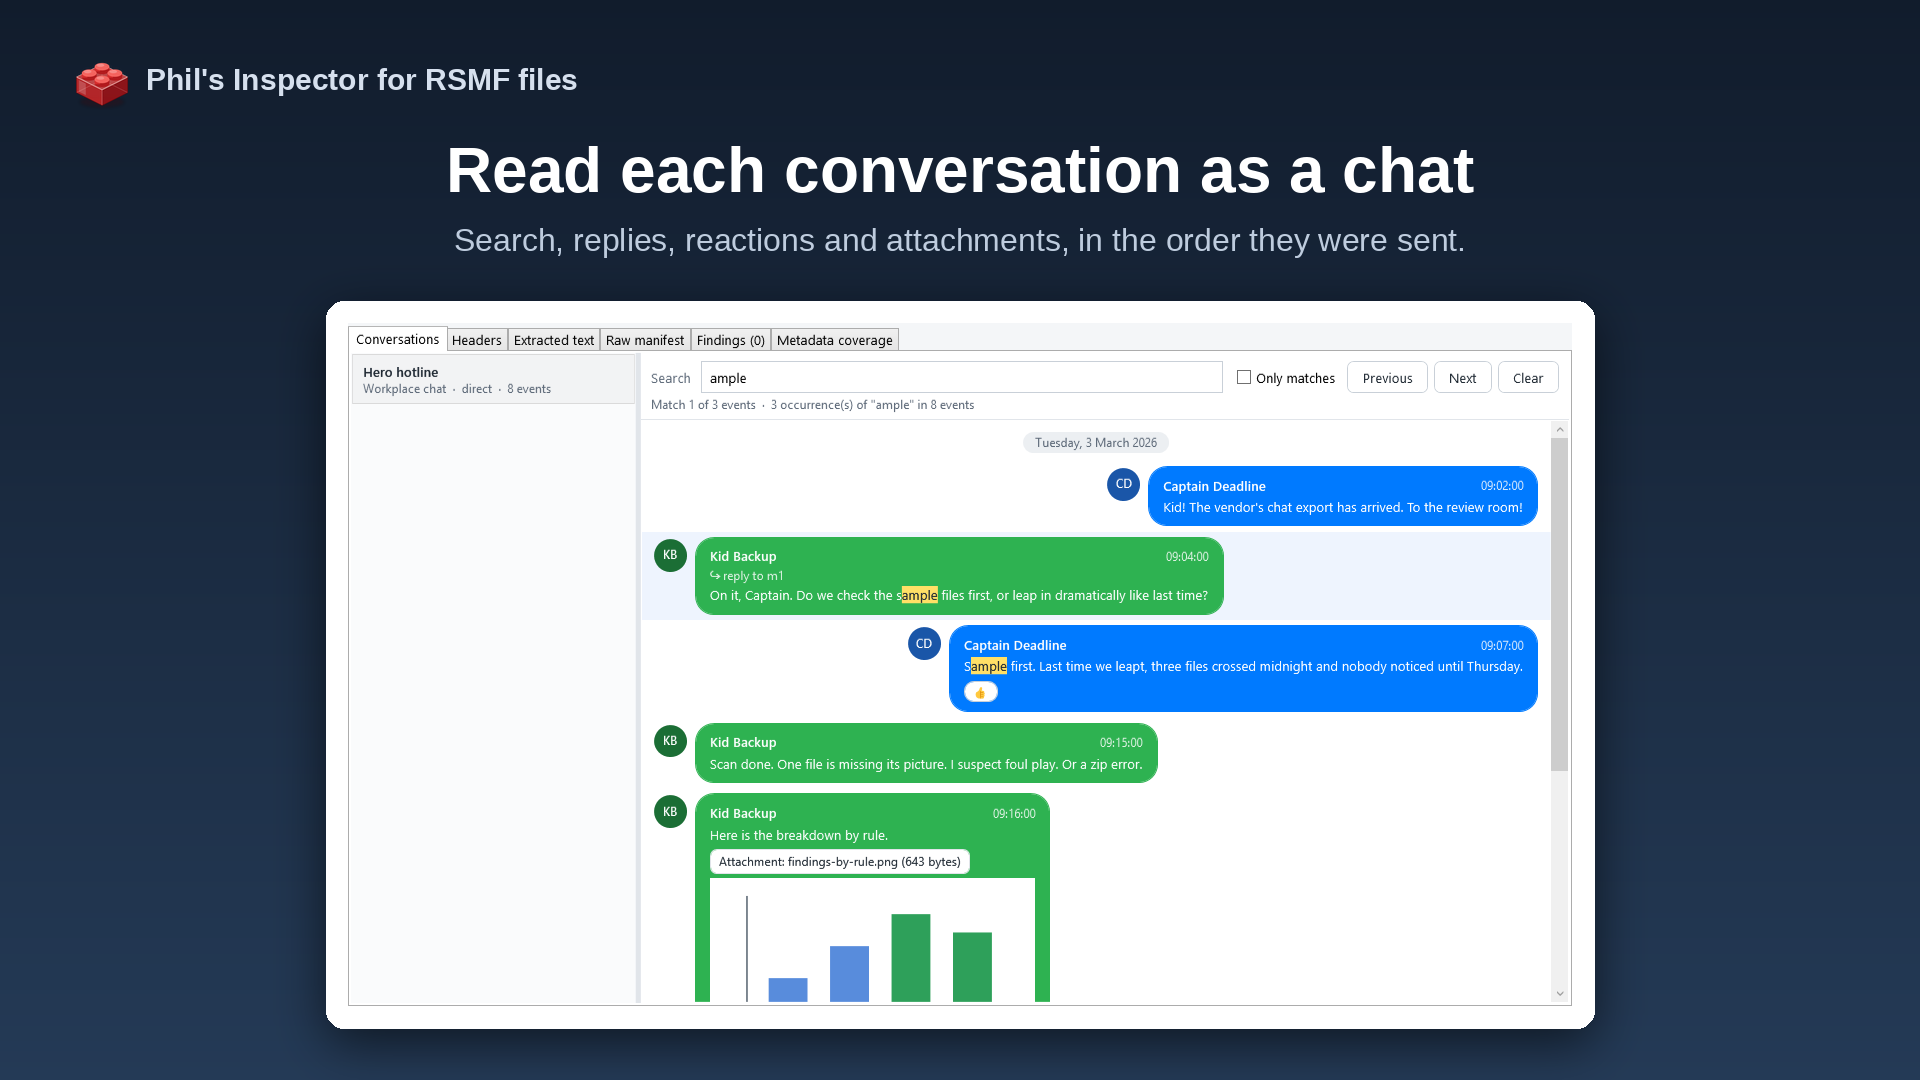 Phil's Inspector for RSMF files
Read each conversation as a chat
Search, replies, reactions and attachments, in the order they were sent.
Conversations Headers Extracted text Raw manifest Findings (0) Metadata coverage
Hero hotline
Workplace chat · direct · 8 events
Search ample Only matches Previous Next Clear
Match 1 of 3 events · 3 occurrence(s) of "ample" in 8 events
Tuesday, 3 March 2026
CD Captain Deadline 09:02:00
Kid! The vendor's chat export has arrived. To the review room!
KB Kid Backup 09:04:00
↪ reply to m1
On it, Captain. Do we check the sample files first, or leap in dramatically like last time?
CD Captain Deadline 09:07:00
Sample first. Last time we leapt, three files crossed midnight and nobody noticed until Thursday.
👍
KB Kid Backup 09:15:00
Scan done. One file is missing its picture. I suspect foul play. Or a zip error.
KB Kid Backup 09:16:00
Here is the breakdown by rule.
Attachment: findings-by-rule.png (643 bytes)